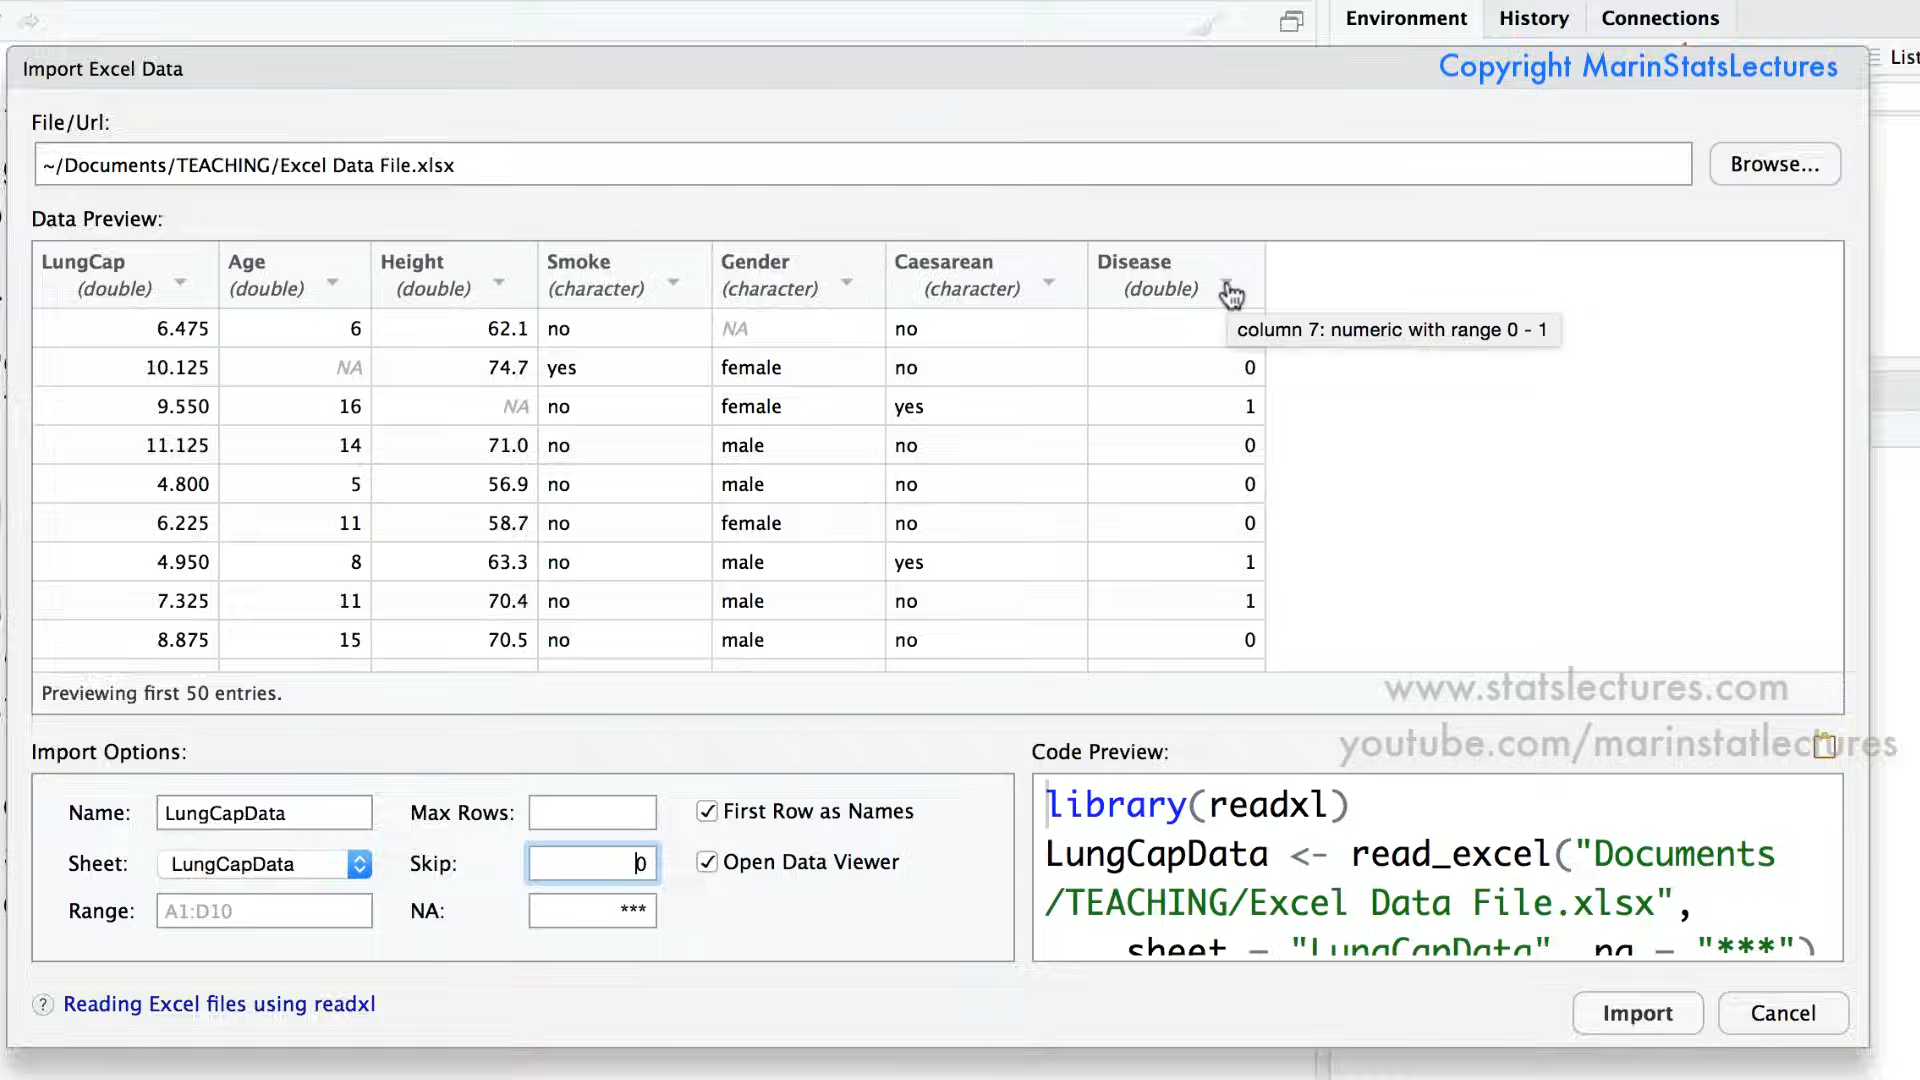 Environment History Connections
Import Excel Data
Copyright MarinStatsLectures
List
File/Url:
~/Documents/TEACHING/Excel Data File.xlsx
Browse...
Data Preview:
LungCap Age Height Smoke Gender Caesarean Disease
(double) (double) (double) (character) (character) (character) (double)
6.475 6 62.1 no NA no
column 7: numeric with range 0 - 1
10.125 NA 74.7 yes female no 0
9.550 16 NA no female yes 1
11.125 14 71.0 no male no 0
4.800 5 56.9 no male no 0
6.225 11 58.7 no female no 0
4.950 8 63.3 no male yes 1
7.325 11 70.4 no male no 1
8.875 15 70.5 no male no 0
Previewing first 50 entries.
www.statslectures.com
youtube.com/marinstatlectures
Import Options:
Name: LungCapData Max Rows: First Row as Names
Sheet: LungCapData Skip: 0 Open Data Viewer
Range: A1:D10 NA: ***
Code Preview:
library(readxl)
LungCapData <- read_excel("Documents
/TEACHING/Excel Data File.xlsx",
sheet = "LungCapData", na = "***")
? Reading Excel files using readxl
Import Cancel